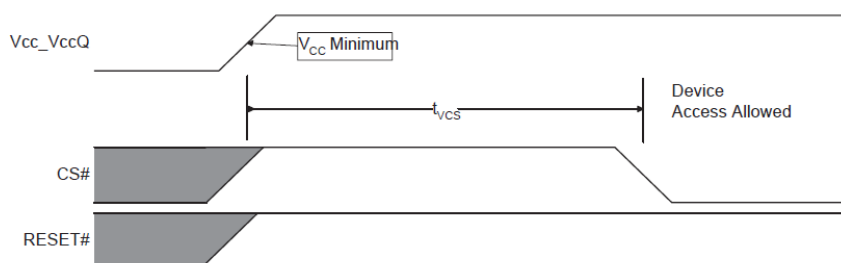 Vcc_VccQ
VCC Minimum
tVCS
Device
Access Allowed
CS#
RESET#